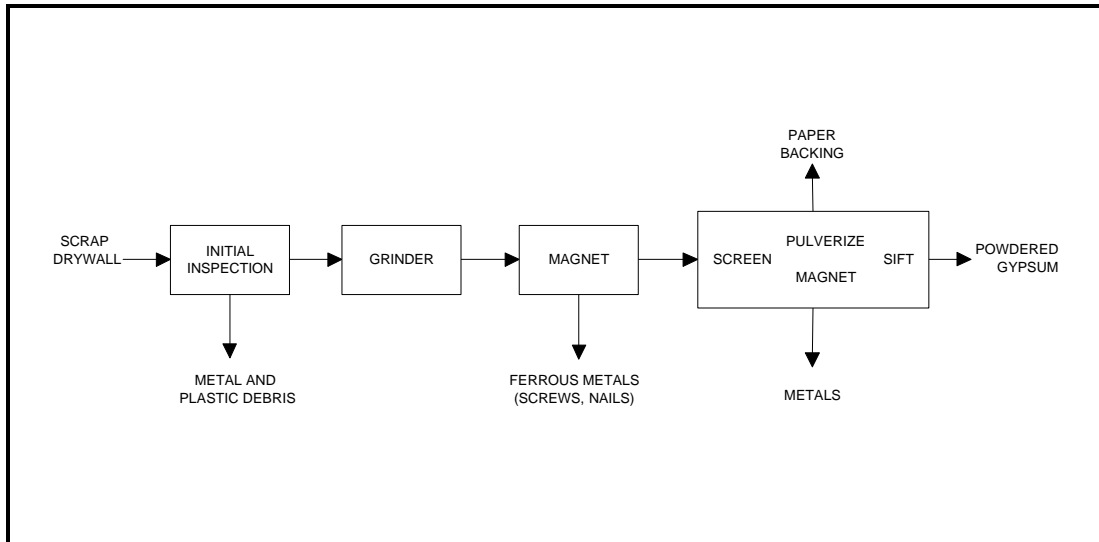 SCRAP
DRYWALL
INITIAL
INSPECTION
METAL AND
PLASTIC DEBRIS
GRINDER
MAGNET
FERROUS METALS
(SCREWS, NAILS)
PAPER
BACKING
SCREEN
PULVERIZE
MAGNET
SIFT
METALS
POWDERED
GYPSUM